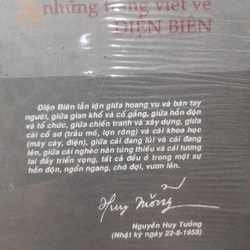 những trang viết về
ĐIỆN BIÊN
Điện Biên lẫn lộn giữa hoang vu và bàn tay
người, giữa gian khổ và cố gắng, giữa hỗn độn
và tổ chức, giữa chiến tranh và xây dựng, giữa
cái cổ sơ (trâu mó, lợn rông) và cái khoa học
(máy cày, điện), giữa cái đang lùi và cái đang
lên, giữa cái nghèo nàn túng thiếu và cái tương
lai đầy triển vọng, tất cả đều ở trong một sự
hỗn độn, ngổn ngang, chờ đợi, vươn lên.
Huy Tưởng
Nguyễn Huy Tưởng
(Nhật ký ngày 22-8-1958)